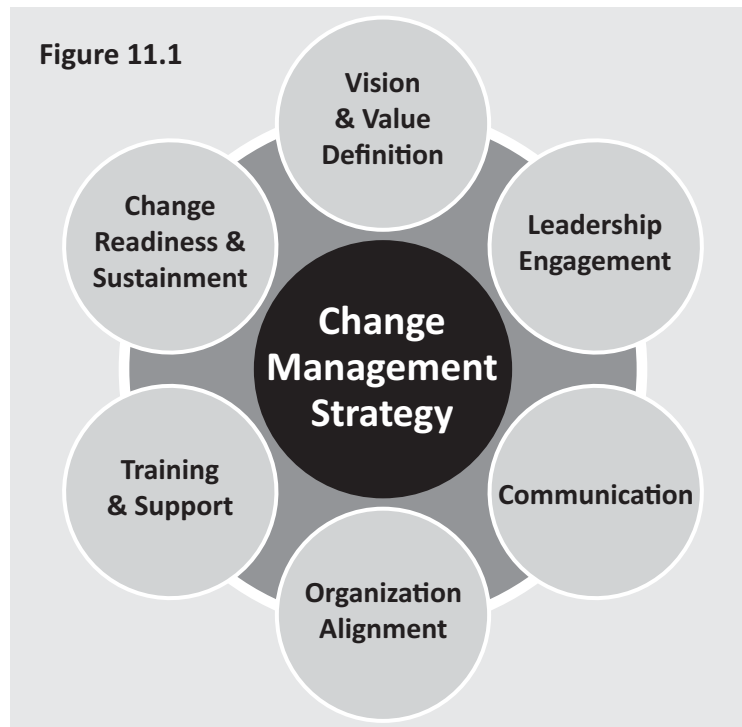 Figure 11.1
Vision
& Value
Definition
Leadership
Engagement
Communication
Organization
Alignment
Training
& Support
Change
Readiness &
Sustainment
Change
Management
Strategy